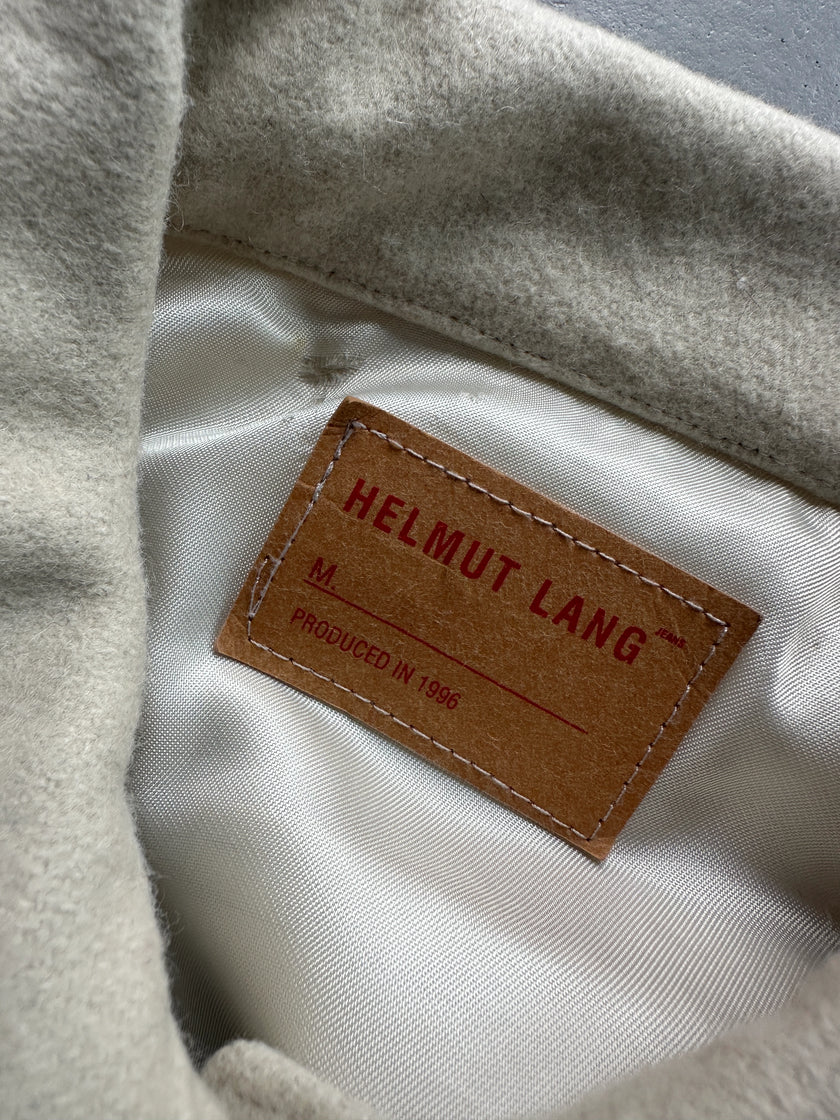 HELMUT LANG JEANS
M.
PRODUCED IN 1996